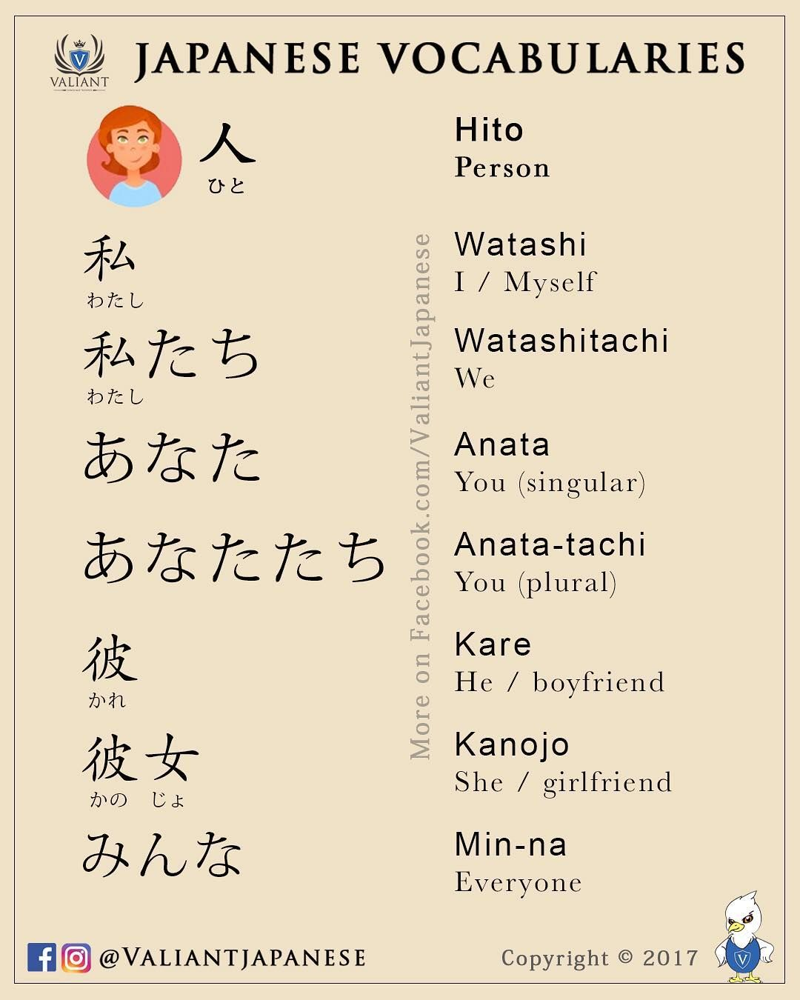 VALIANT
JAPANESE VOCABULARIES
人
ひと
Hito
Person
私
わたし
Watashi
I / Myself
私たち
わたし
Watashitachi
We
あなた
Anata
You (singular)
あなたたち
Anata-tachi
You (plural)
彼
かれ
Kare
He / boyfriend
彼女
かの じょ
Kanojo
She / girlfriend
みんな
Min-na
Everyone
More on Facebook.com/ValiantJapanese
@VALIANTJAPANESE
Copyright © 2017
V